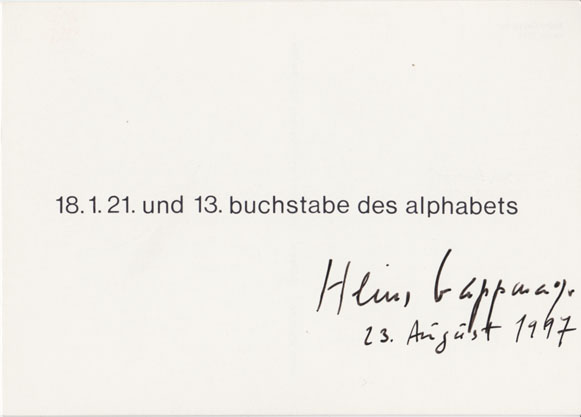 18.1.21. und 13. buchstabe des alphabets
Heinz Gappmayr
23. August 1997